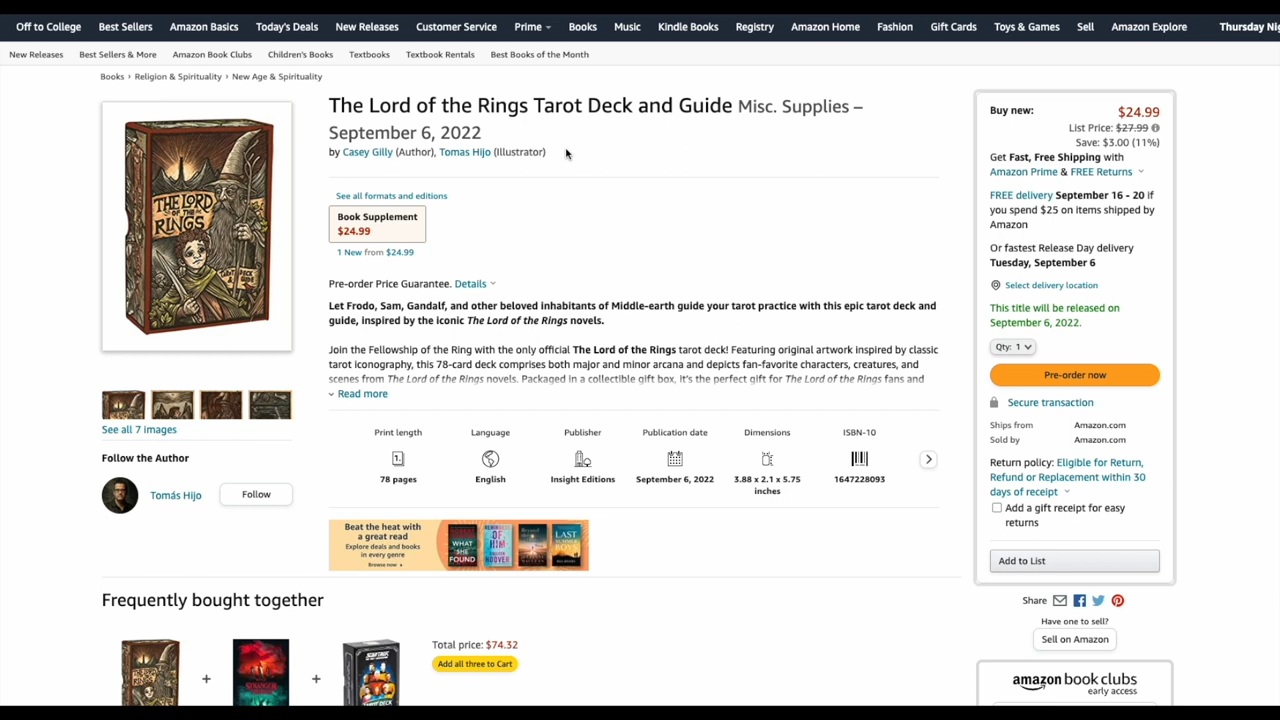 Off to College Best Sellers Amazon Basics Today's Deals New Releases Customer Service Prime Books Music Kindle Books Registry Amazon Home Fashion Gift Cards Toys & Games Sell Amazon Explore Thursday Nig
New Releases Best Sellers & More Amazon Book Clubs Children's Books Textbooks Textbook Rentals Best Books of the Month
Books › Religion & Spirituality › New Age & Spirituality
THE LORD
OF THE
RINGS
TAROT DECK
& GUIDE
See all 7 images
Follow the Author
Tomás Hijo Follow
The Lord of the Rings Tarot Deck and Guide Misc. Supplies –
September 6, 2022
by Casey Gilly (Author), Tomas Hijo (Illustrator)
See all formats and editions
Book Supplement
$24.99
1 New from $24.99
Pre-order Price Guarantee. Details
Let Frodo, Sam, Gandalf, and other beloved inhabitants of Middle-earth guide your tarot practice with this epic tarot deck and
guide, inspired by the iconic The Lord of the Rings novels.
Join the Fellowship of the Ring with the only official The Lord of the Rings tarot deck! Featuring original artwork inspired by classic
tarot iconography, this 78-card deck comprises both major and minor arcana and depicts fan-favorite characters, creatures, and
scenes from The Lord of the Rings novels. Packaged in a collectible gift box, it's the perfect gift for The Lord of the Rings fans and
Read more
Print length Language Publisher Publication date Dimensions ISBN-10
78 pages English Insight Editions September 6, 2022 3.88 x 2.1 x 5.75 1647228093
inches
Beat the heat with
a great read
Explore deals and books
in every genre
Browse now
WHAT
SHE
FOUND
REMINDERS
OF HIM
LAST
SUMMER
BOYS
Buy new: $24.99
List Price: $27.99
Save: $3.00 (11%)
Get Fast, Free Shipping with
Amazon Prime & FREE Returns
FREE delivery September 16 - 20 if
you spend $25 on items shipped by
Amazon
Or fastest Release Day delivery
Tuesday, September 6
Select delivery location
This title will be released on
September 6, 2022.
Qty: 1
Pre-order now
Secure transaction
Ships from Amazon.com
Sold by Amazon.com
Return policy: Eligible for Return,
Refund or Replacement within 30
days of receipt
Add a gift receipt for easy
returns
Add to List
Share
Have one to sell?
Sell on Amazon
amazon book clubs
early access
Frequently bought together
+ +
STAR TREK
Total price: $74.32
Add all three to Cart